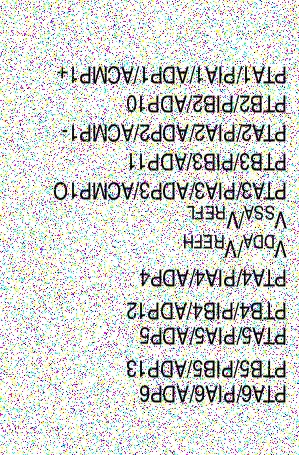 PTA6/PIA6/ADP6
PTB5/PIB5/ADP13
PTA5/PIA5/ADP5
PTB4/PIB4/ADP12
PTA4/PIA4/ADP4
VDDA/VREFH
VSSA/VREFL
PTA3/PIA3/ADP3/ACMP1O
PTB3/PIB3/ADP11
PTA2/PIA2/ADP2/ACMP1-
PTB2/PIB2/ADP10
PTA1/PIA1/ADP1/ACMP1+